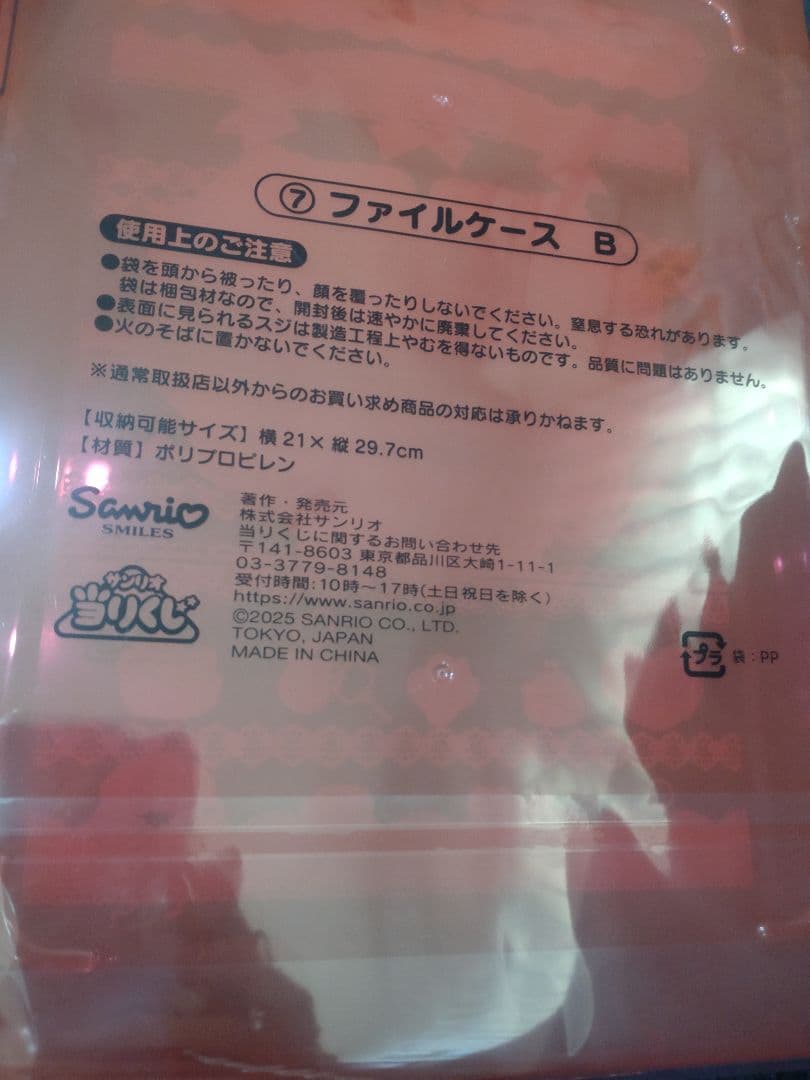 ⑦ ファイルケース B
使用上のご注意
●袋を頭から被ったり、顔を覆ったりしないでください。窒息する恐れがあります。
袋は梱包材なので、開封後は速やかに廃棄してください。
●表面に見られるスジは製造工程上やむを得ないものです。品質に問題はありません。
●火のそばに置かないでください。
※通常取扱店以外からのお買い求め商品の対応は承りかねます。
【収納可能サイズ】横21×縦29.7cm
【材質】ポリプロピレン
Sanrio
SMILES
サンリオ
当りくじ
著作・発売元
株式会社サンリオ
当りくじに関するお問い合わせ先
〒141-8603 東京都品川区大崎1-11-1
03-3779-8148
受付時間:10時～17時(土日祝日を除く)
https://www.sanrio.co.jp
©2025 SANRIO CO., LTD.
TOKYO, JAPAN
MADE IN CHINA
プラ 袋:PP